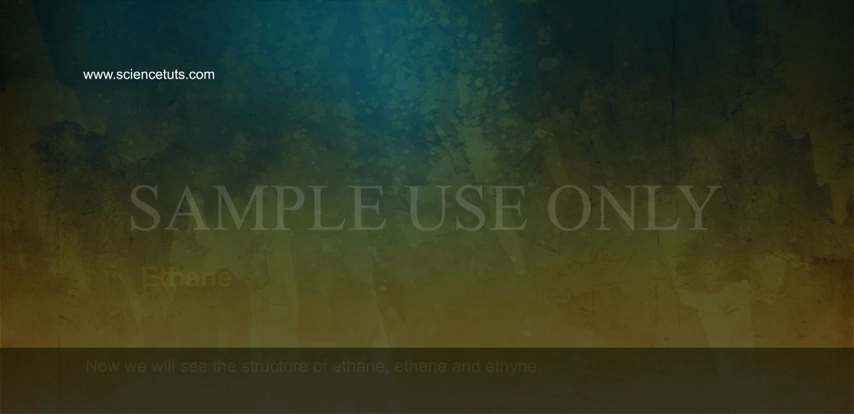 www.sciencetuts.com
SAMPLE USE ONLY
Ethane
Now we will see the structure of ethane, ethene and ethyne.